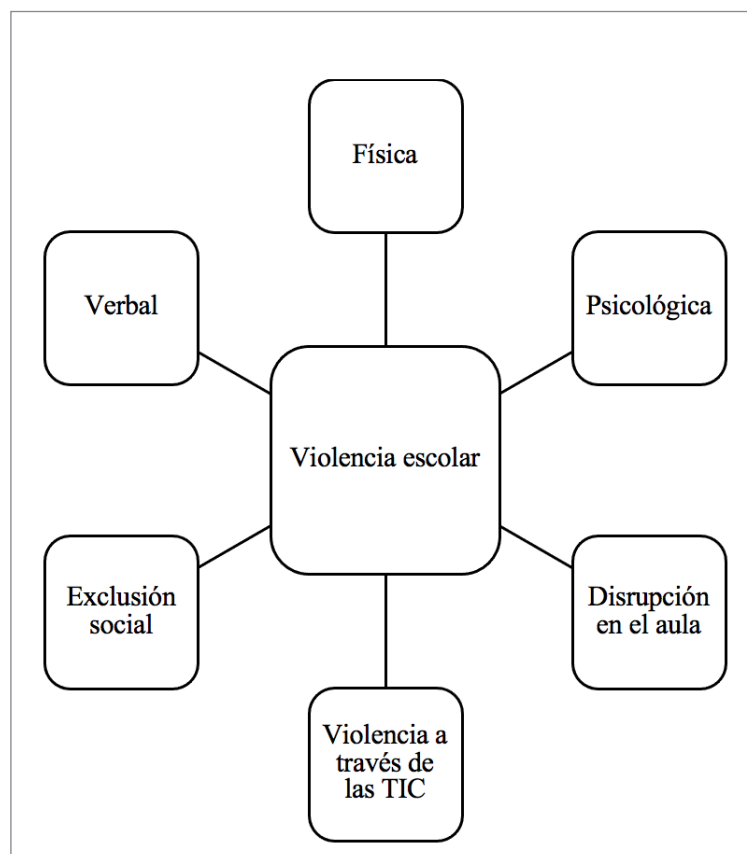 Física
Verbal
Psicológica
Violencia escolar
Exclusión
social
Disrupción
en el aula
Violencia a
través de
las TIC